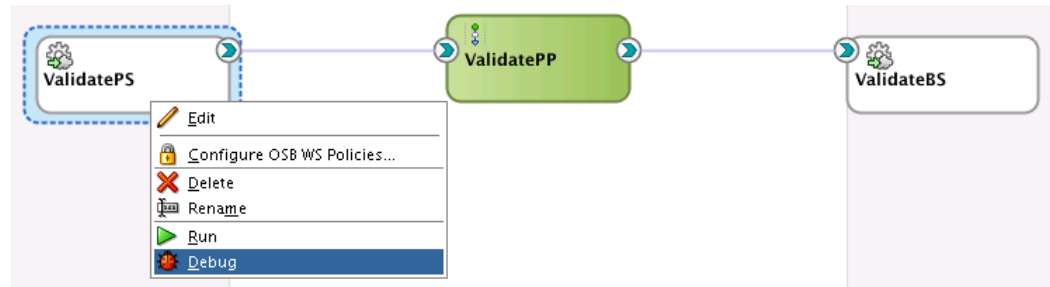 ValidatePS
ValidatePP
ValidateBS
Edit
Configure OSB WS Policies...
Delete
Rename
Run
Debug